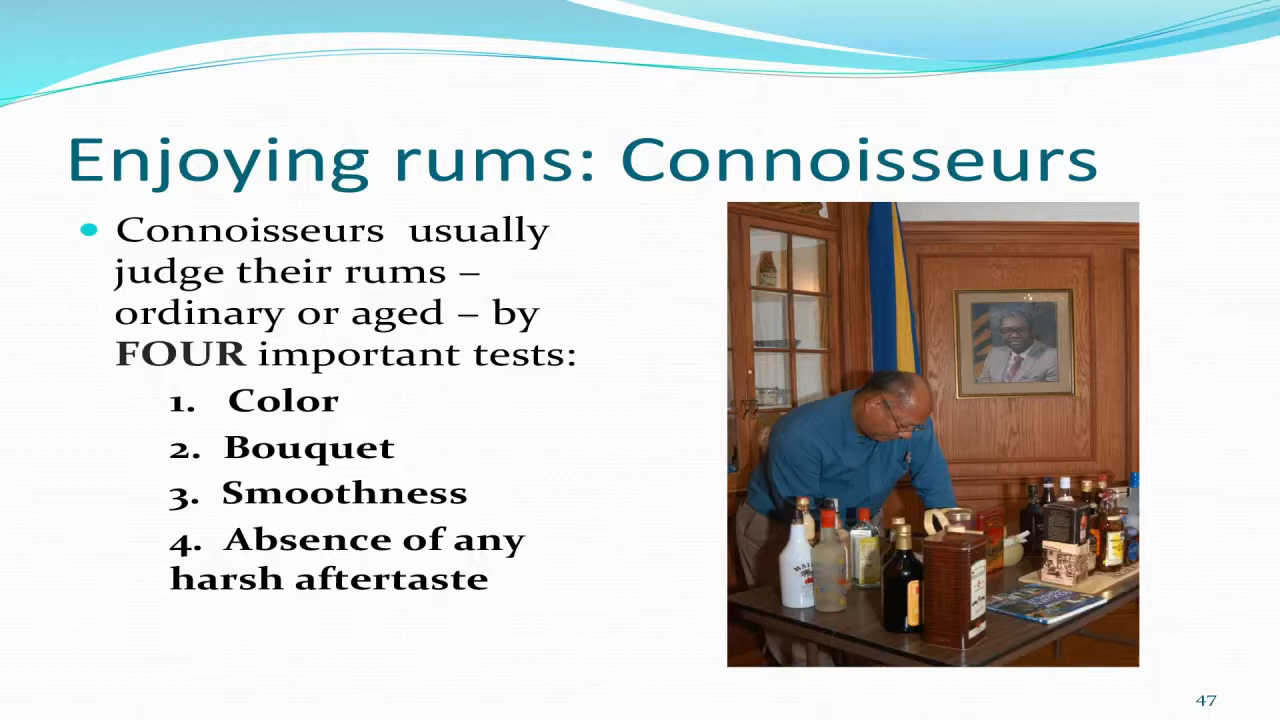 Enjoying rums: Connoisseurs
• Connoisseurs usually
judge their rums –
ordinary or aged – by
FOUR important tests:
1. Color
2. Bouquet
3. Smoothness
4. Absence of any
harsh aftertaste
47